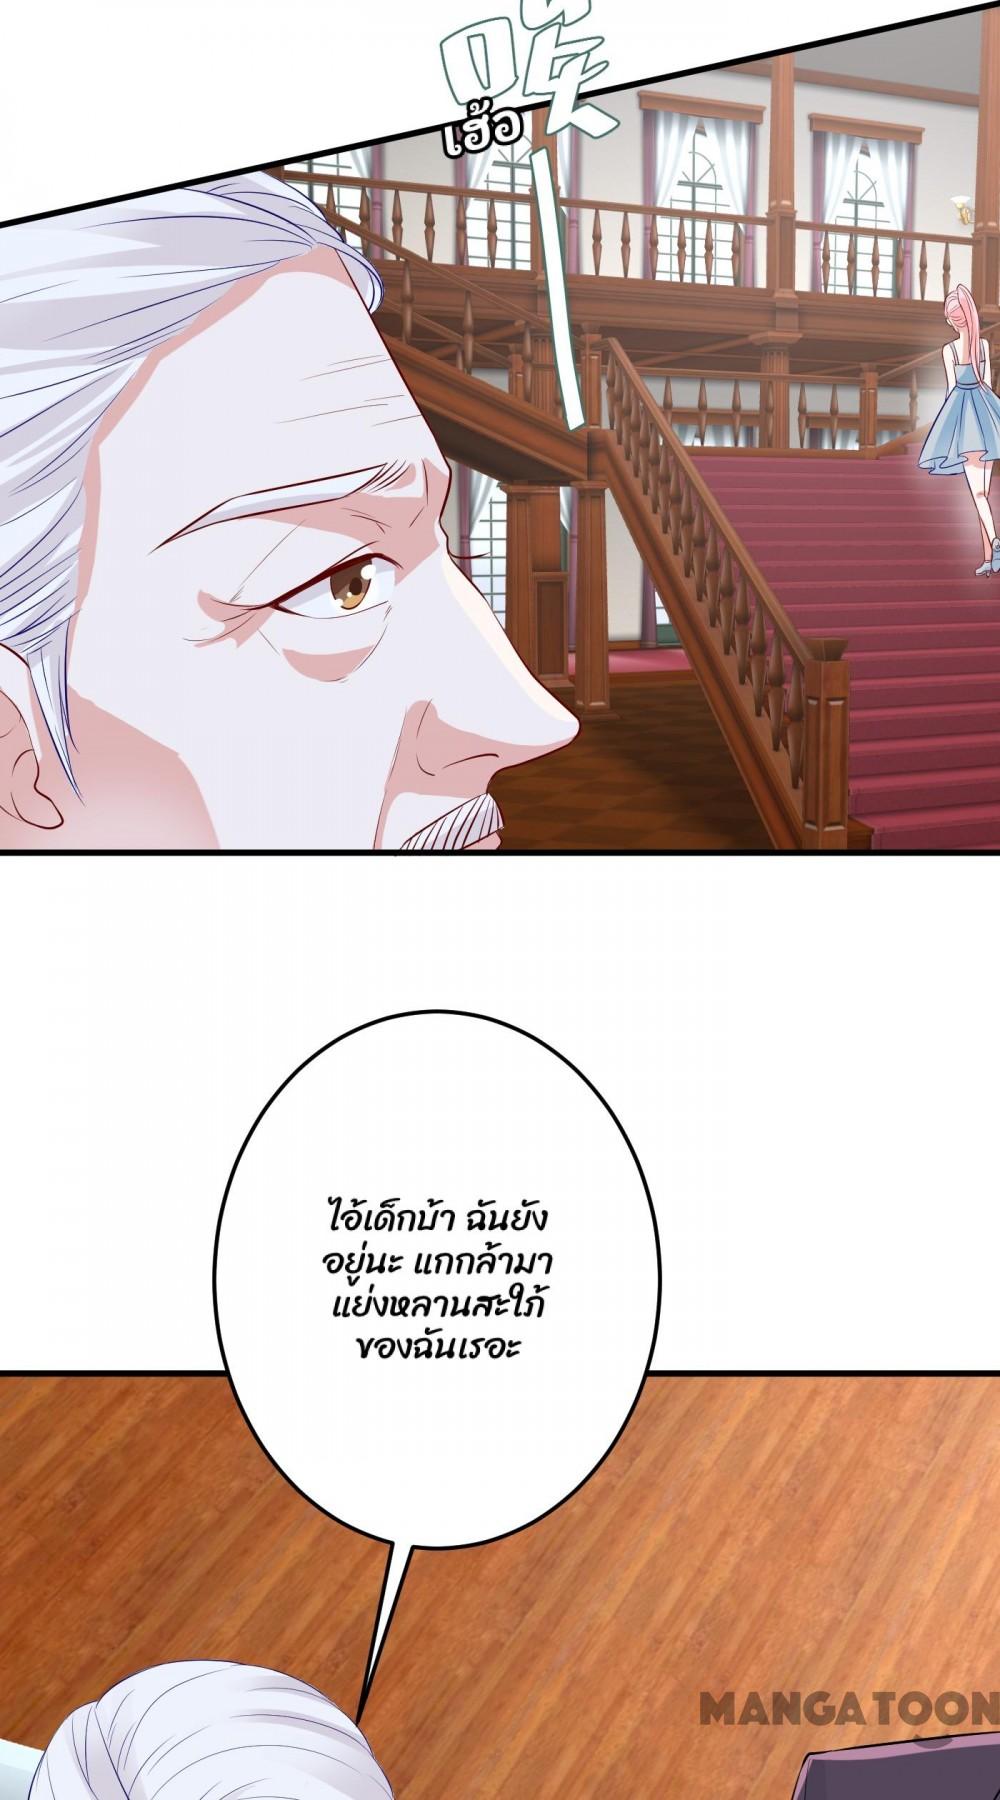 เฮ้อ
ไอ้เด็กบ้า ฉันยัง
อยู่นะ แกกล้ามา
แย่งหลานสะใภ้
ของฉันเรอะ
MANGATOON